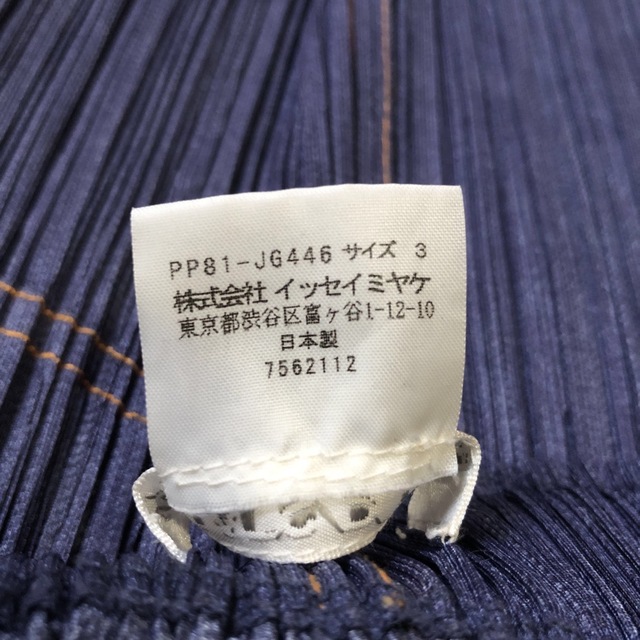 PP81-JG446 サイズ 3
株式会社 イッセイミヤケ
東京都渋谷区富ヶ谷1-12-10
日本製
7562112